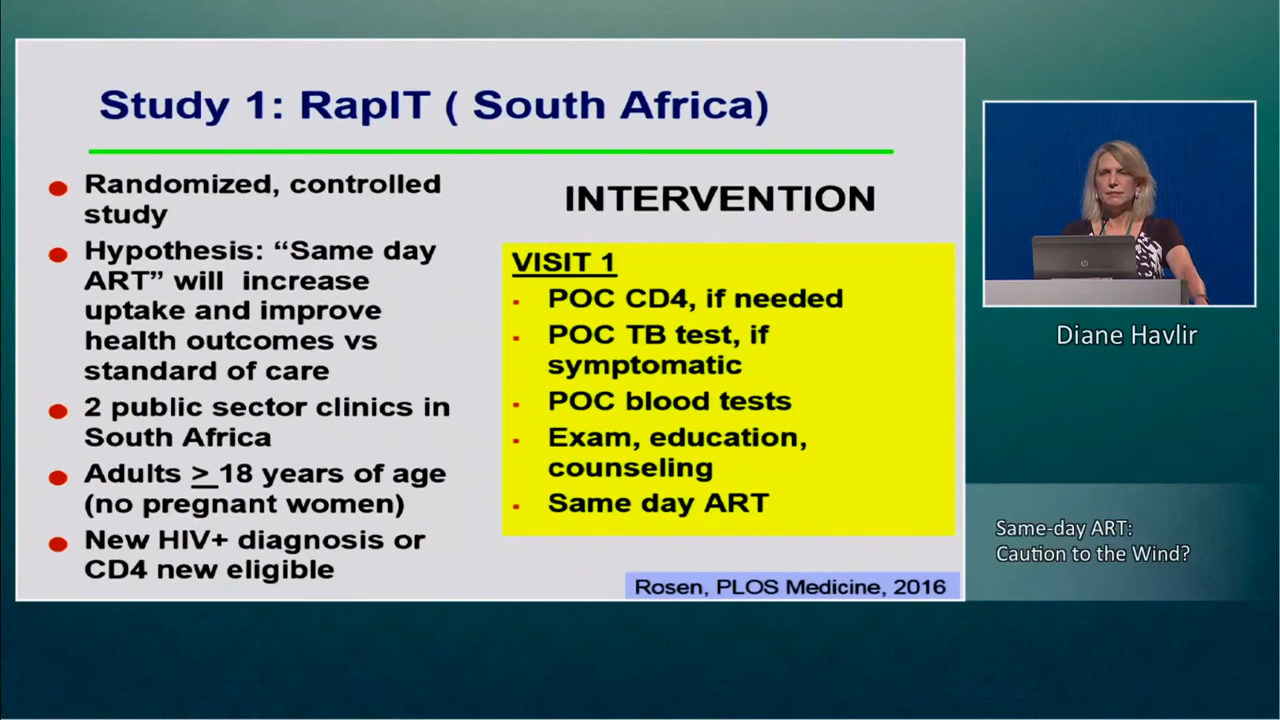 Study 1: RapIT ( South Africa)
Randomized, controlled
study
Hypothesis: “Same day
ART” will increase
uptake and improve
health outcomes vs
standard of care
2 public sector clinics in
South Africa
Adults > 18 years of age
(no pregnant women)
New HIV+ diagnosis or
CD4 new eligible
INTERVENTION
VISIT 1
POC CD4, if needed
POC TB test, if
symptomatic
POC blood tests
Exam, education,
counseling
Same day ART
Rosen, PLOS Medicine, 2016
Diane Havlir
Same-day ART:
Caution to the Wind?